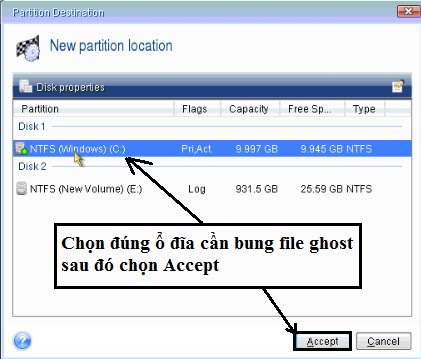 Partition Destination
New partition location
Disk properties
Partition Flags Capacity Free Sp... Type
Disk 1
NTFS (Windows) (C:) Pri,Act. 9.997 GB 9.945 GB NTFS
Disk 2
NTFS (New Volume) (E:) Log 931.5 GB 25.59 GB NTFS
Chọn đúng ổ đĩa cần bung file ghost
sau đó chọn Accept
? Accept Cancel